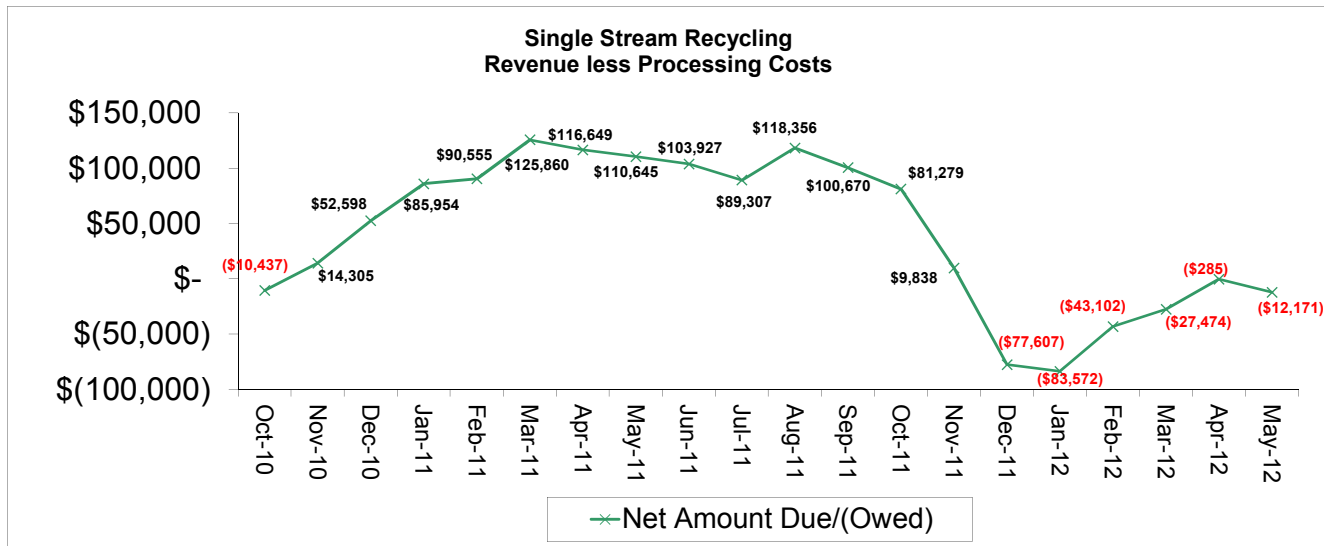 Single Stream Recycling
Revenue less Processing Costs
$150,000
$100,000
$50,000
$-
$(50,000)
$(100,000)
($10,437)
$14,305
$52,598
$85,954
$90,555
$125,860
$116,649
$110,645
$103,927
$89,307
$118,356
$100,670
$81,279
$9,838
($77,607)
($83,572)
($43,102)
($27,474)
($285)
($12,171)
Oct-10
Nov-10
Dec-10
Jan-11
Feb-11
Mar-11
Apr-11
May-11
Jun-11
Jul-11
Aug-11
Sep-11
Oct-11
Nov-11
Dec-11
Jan-12
Feb-12
Mar-12
Apr-12
May-12
Net Amount Due/(Owed)